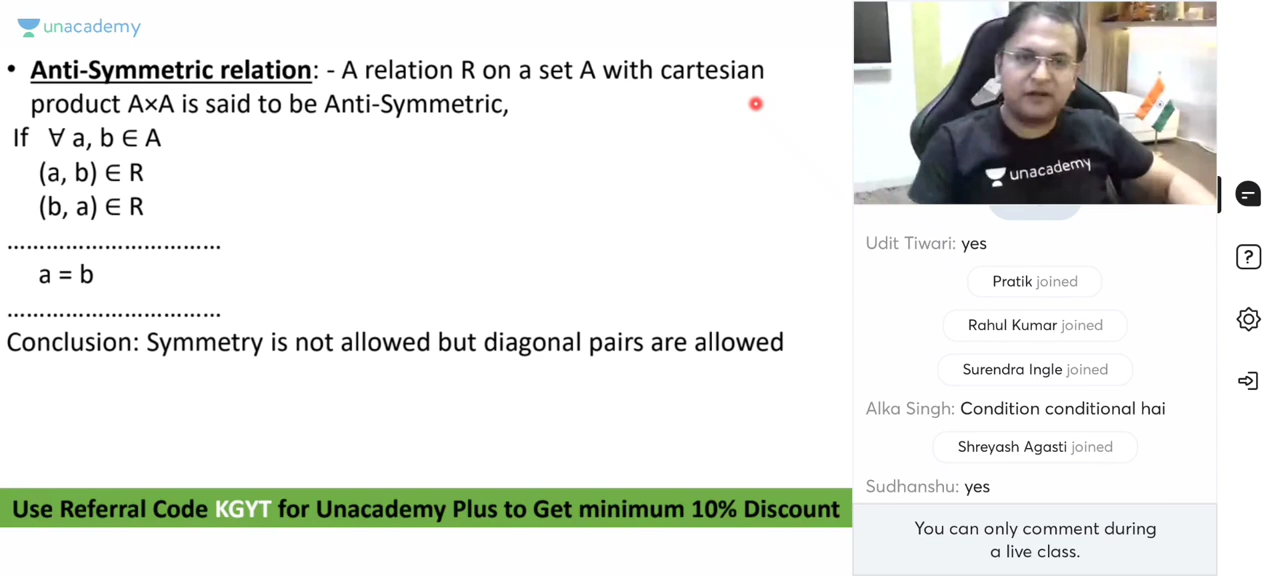 unacademy
• Anti-Symmetric relation: - A relation R on a set A with cartesian
product A×A is said to be Anti-Symmetric,
If ∀ a, b ∈ A
(a, b) ∈ R
(b, a) ∈ R
……………………………
a = b
……………………………
Conclusion: Symmetry is not allowed but diagonal pairs are allowed
Use Referral Code KGYT for Unacademy Plus to Get minimum 10% Discount
unacademy
Udit Tiwari: yes
Pratik joined
Rahul Kumar joined
Surendra Ingle joined
Alka Singh: Condition conditional hai
Shreyash Agasti joined
Sudhanshu: yes
You can only comment during
a live class.
?